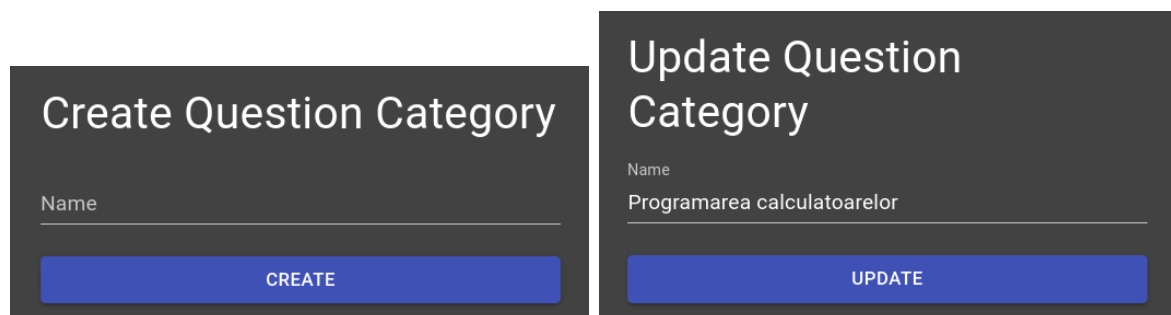 Create Question Category
Name
CREATE
Update Question
Category
Name
Programarea calculatoarelor
UPDATE